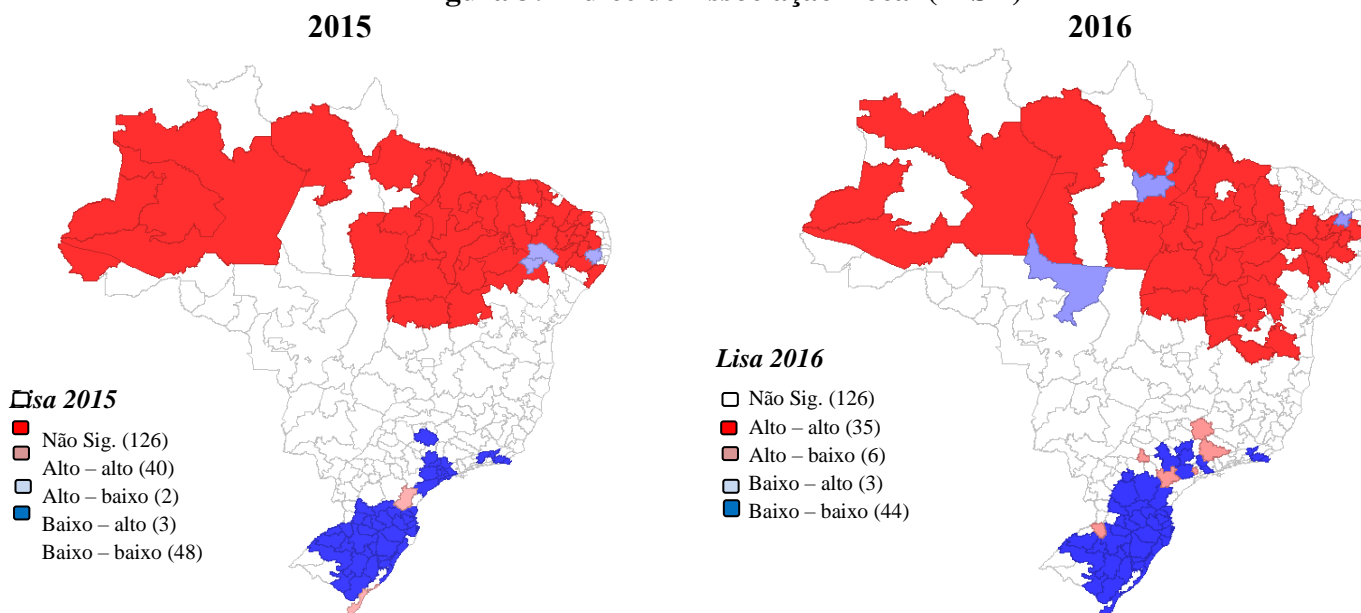 2015
2016
Lisa 2015
Não Sig. (126)
Alto – alto (40)
Alto – baixo (2)
Baixo – alto (3)
Baixo – baixo (48)
Lisa 2016
Não Sig. (126)
Alto – alto (35)
Alto – baixo (6)
Baixo – alto (3)
Baixo – baixo (44)